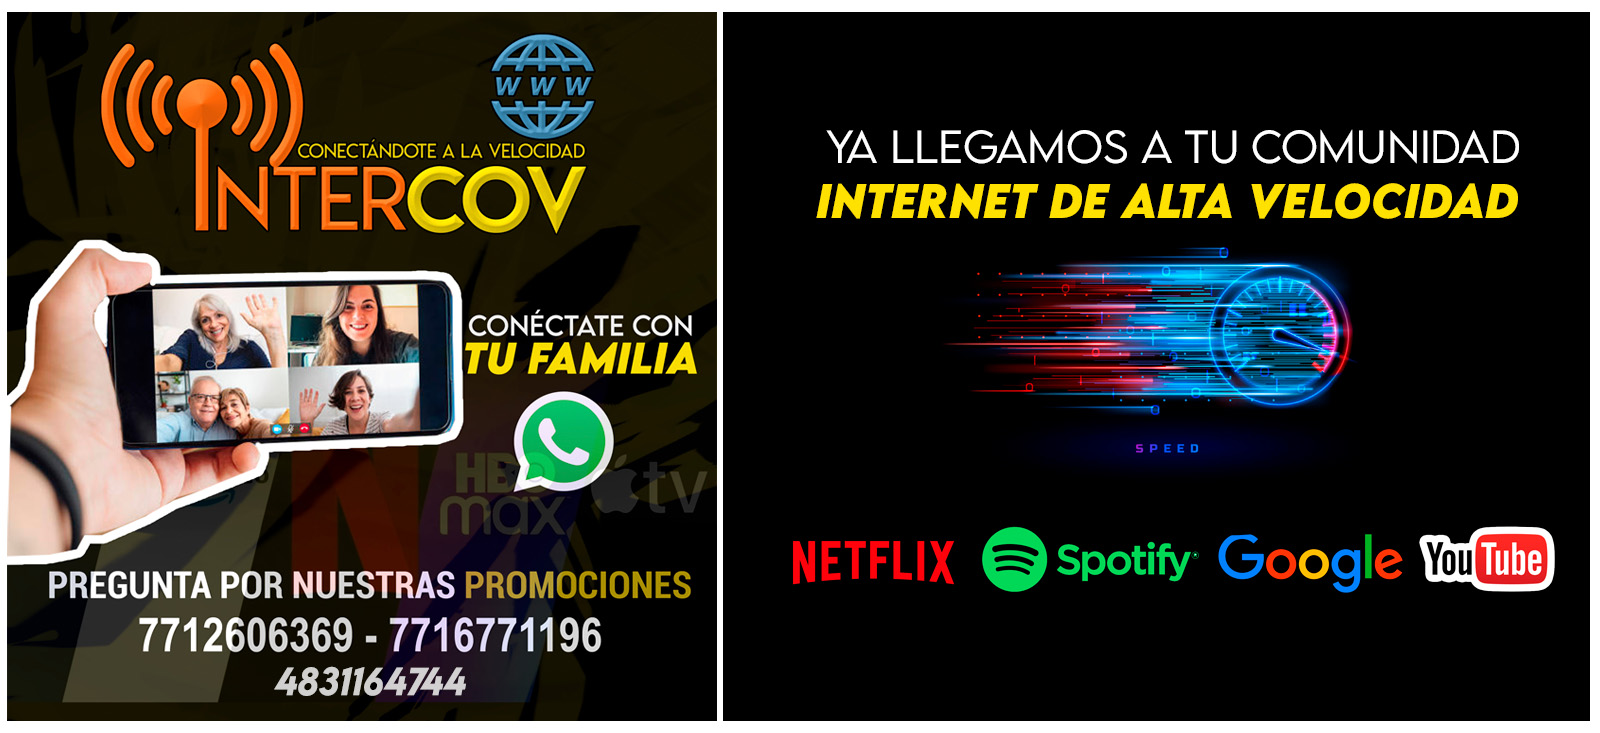 WWW
CONECTÁNDOTE A LA VELOCIDAD
INTERCOV
CONÉCTATE CON
TU FAMILIA
HBO
max
tv
PREGUNTA POR NUESTRAS PROMOCIONES
7712606369 - 7716771196
4831164744
YA LLEGAMOS A TU COMUNIDAD
INTERNET DE ALTA VELOCIDAD
SPEED
NETFLIX
Spotify
Google
YouTube